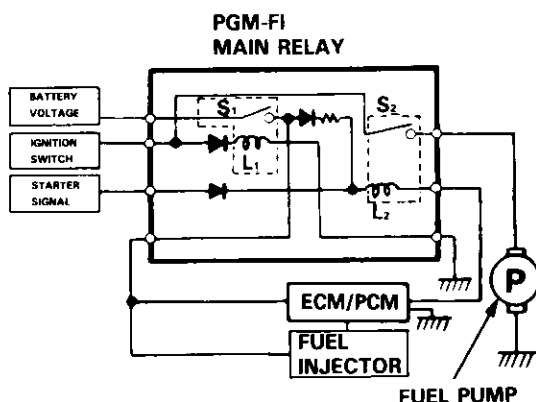 PGM-FI
MAIN RELAY
BATTERY
VOLTAGE
IGNITION
SWITCH
STARTER
SIGNAL
S₁
L₁
S₂
L₂
ECM/PCM
FUEL
INJECTOR
P
FUEL PUMP